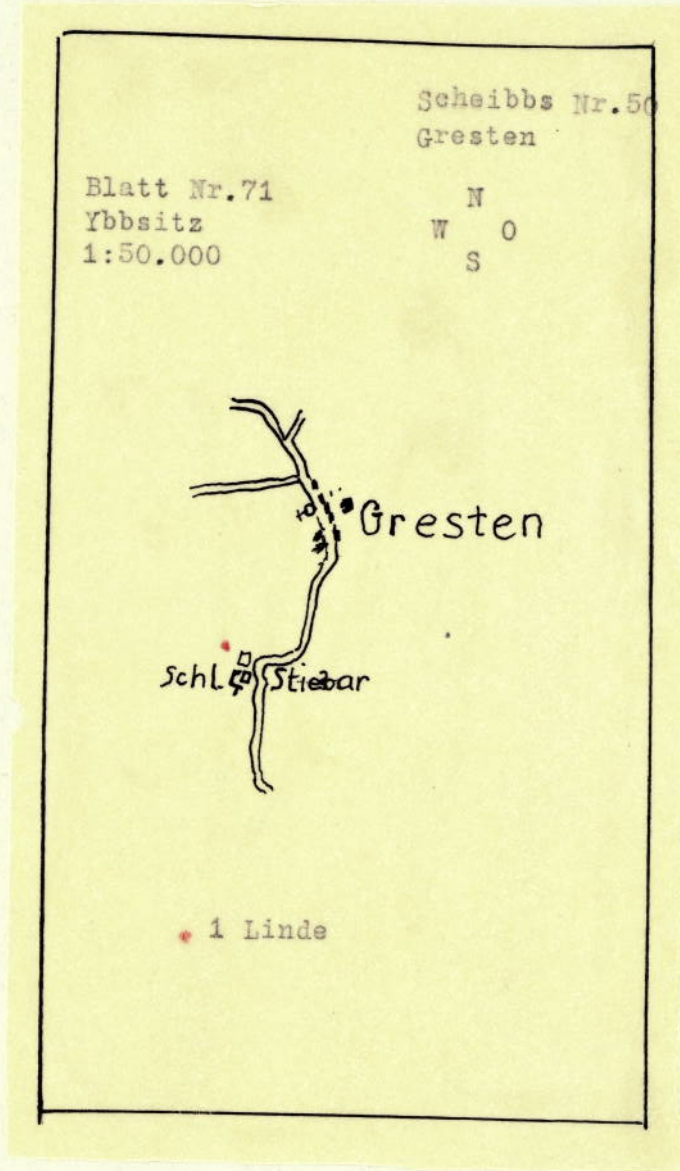 Scheibbs Nr.50
Gresten
Blatt Nr.71
Ybbsitz
1:50.000
N
W O
S
Gresten
Schl. Stiebar
1 Linde